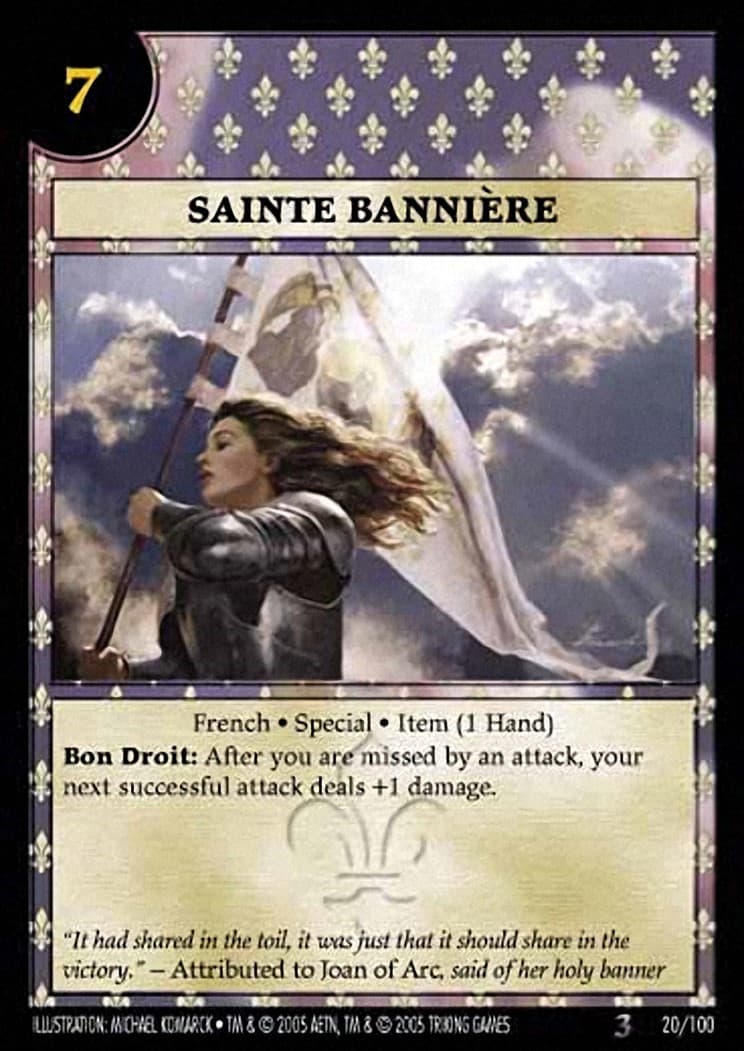 7
SAINTE BANNIÈRE
French • Special • Item (1 Hand)
Bon Droit: After you are missed by an attack, your
next successful attack deals +1 damage.
“It had shared in the toil, it was just that it should share in the
victory.” – Attributed to Joan of Arc, said of her holy banner
ILLUSTRATION: MICHAEL KOMARCK • TM & © 2005 AETN, TM & © 2005 TRIKING GAMES 3 20/100